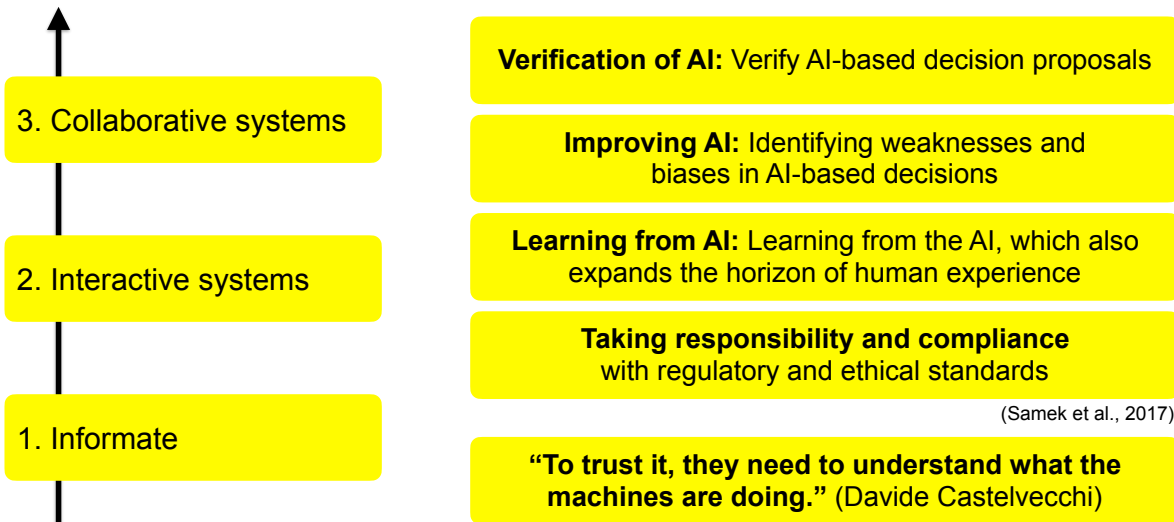 3. Collaborative systems
2. Interactive systems
1. Informate
Verification of AI: Verify AI-based decision proposals
Improving AI: Identifying weaknesses and
biases in AI-based decisions
Learning from AI: Learning from the AI, which also
expands the horizon of human experience
Taking responsibility and compliance
with regulatory and ethical standards
(Samek et al., 2017)
“To trust it, they need to understand what the
machines are doing.” (Davide Castelvecchi)